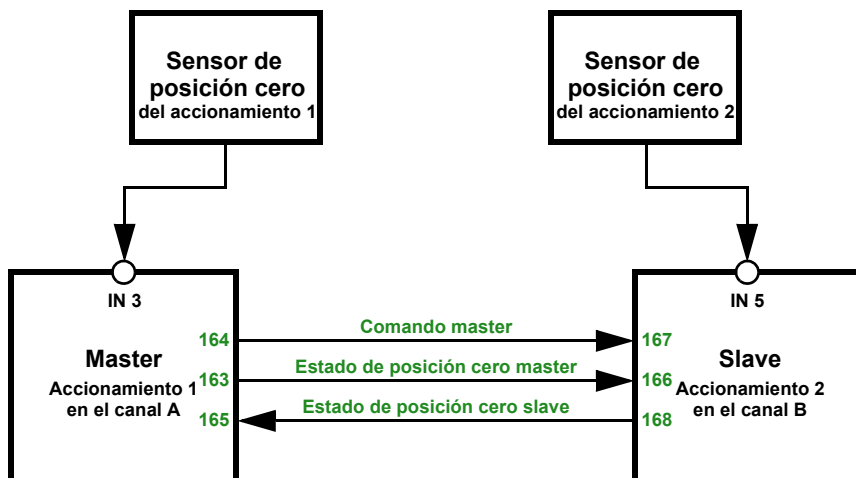 Sensor de
posición cero
del accionamiento 1
Sensor de
posición cero
del accionamiento 2
IN 3
IN 5
164
Comando master
167
Master
Slave
163
Estado de posición cero master
166
Accionamiento 1
en el canal A
Accionamiento 2
en el canal B
165
Estado de posición cero slave
168